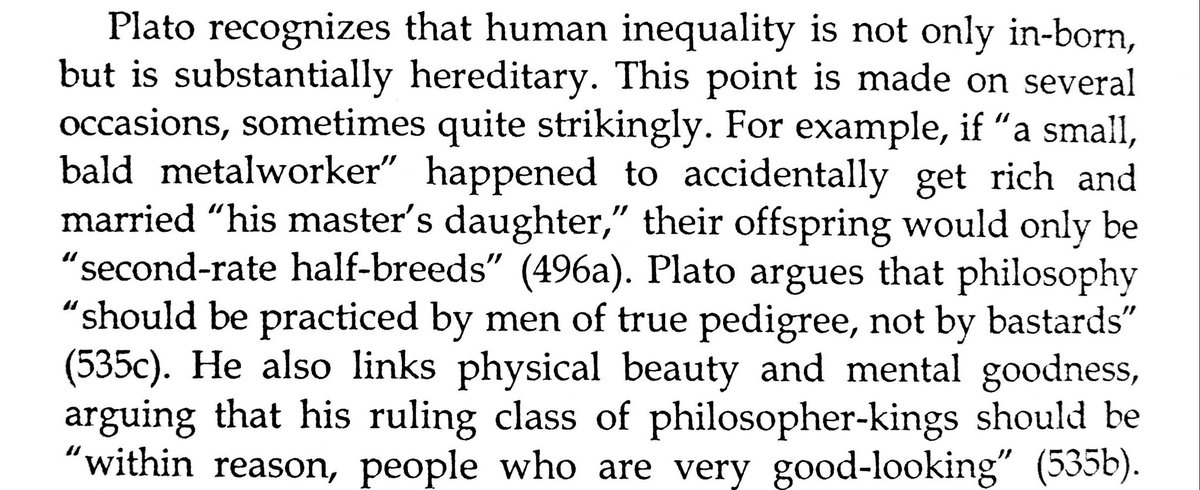 Plato recognizes that human inequality is not only in-born,
but is substantially hereditary. This point is made on several
occasions, sometimes quite strikingly. For example, if “a small,
bald metalworker” happened to accidentally get rich and
married “his master’s daughter,” their offspring would only be
“second-rate half-breeds” (496a). Plato argues that philosophy
“should be practiced by men of true pedigree, not by bastards”
(535c). He also links physical beauty and mental goodness,
arguing that his ruling class of philosopher-kings should be
“within reason, people who are very good-looking” (535b).